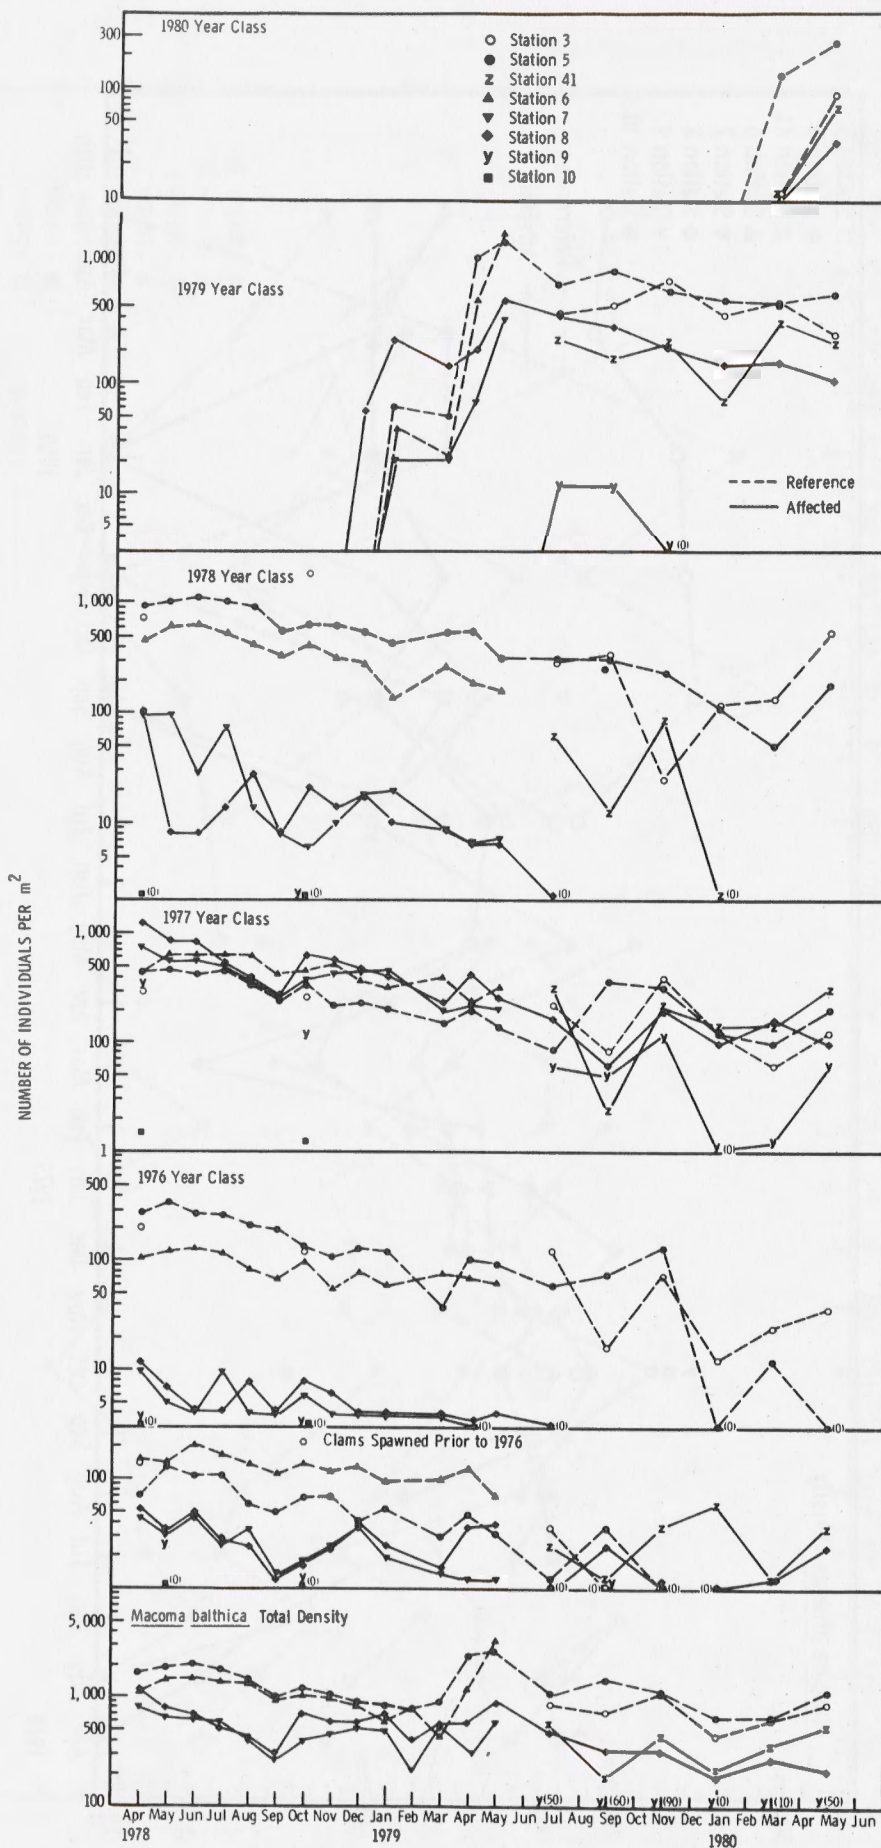 1980 Year Class
300
100
50
10
Station 3
Station 5
z Station 41
Station 6
Station 7
Station 8
y Station 9
Station 10
1979 Year Class
1,000
500
100
50
10
5
Reference
Affected
y (0)
1978 Year Class
1,000
500
100
50
10
5
(0)
y (0)
(0)
z (0)
1977 Year Class
1,000
500
100
50
1
y (0)
1976 Year Class
500
100
50
10
5
y (0)
y (0)
(0)
(0)
(0)
(0)
Clams Spawned Prior to 1976
100
50
(0)
y (0)
(0)
(0)
(0)
(0)
Macoma balthica Total Density
5,000
1,000
500
100
y(50) y(60) y(90) y(0) y(10) y(50)
Apr May Jun Jul Aug Sep Oct Nov Dec Jan Feb Mar Apr May Jun Jul Aug Sep Oct Nov Dec Jan Feb Mar Apr May Jun
1978 1979 1980
NUMBER OF INDIVIDUALS PER m2